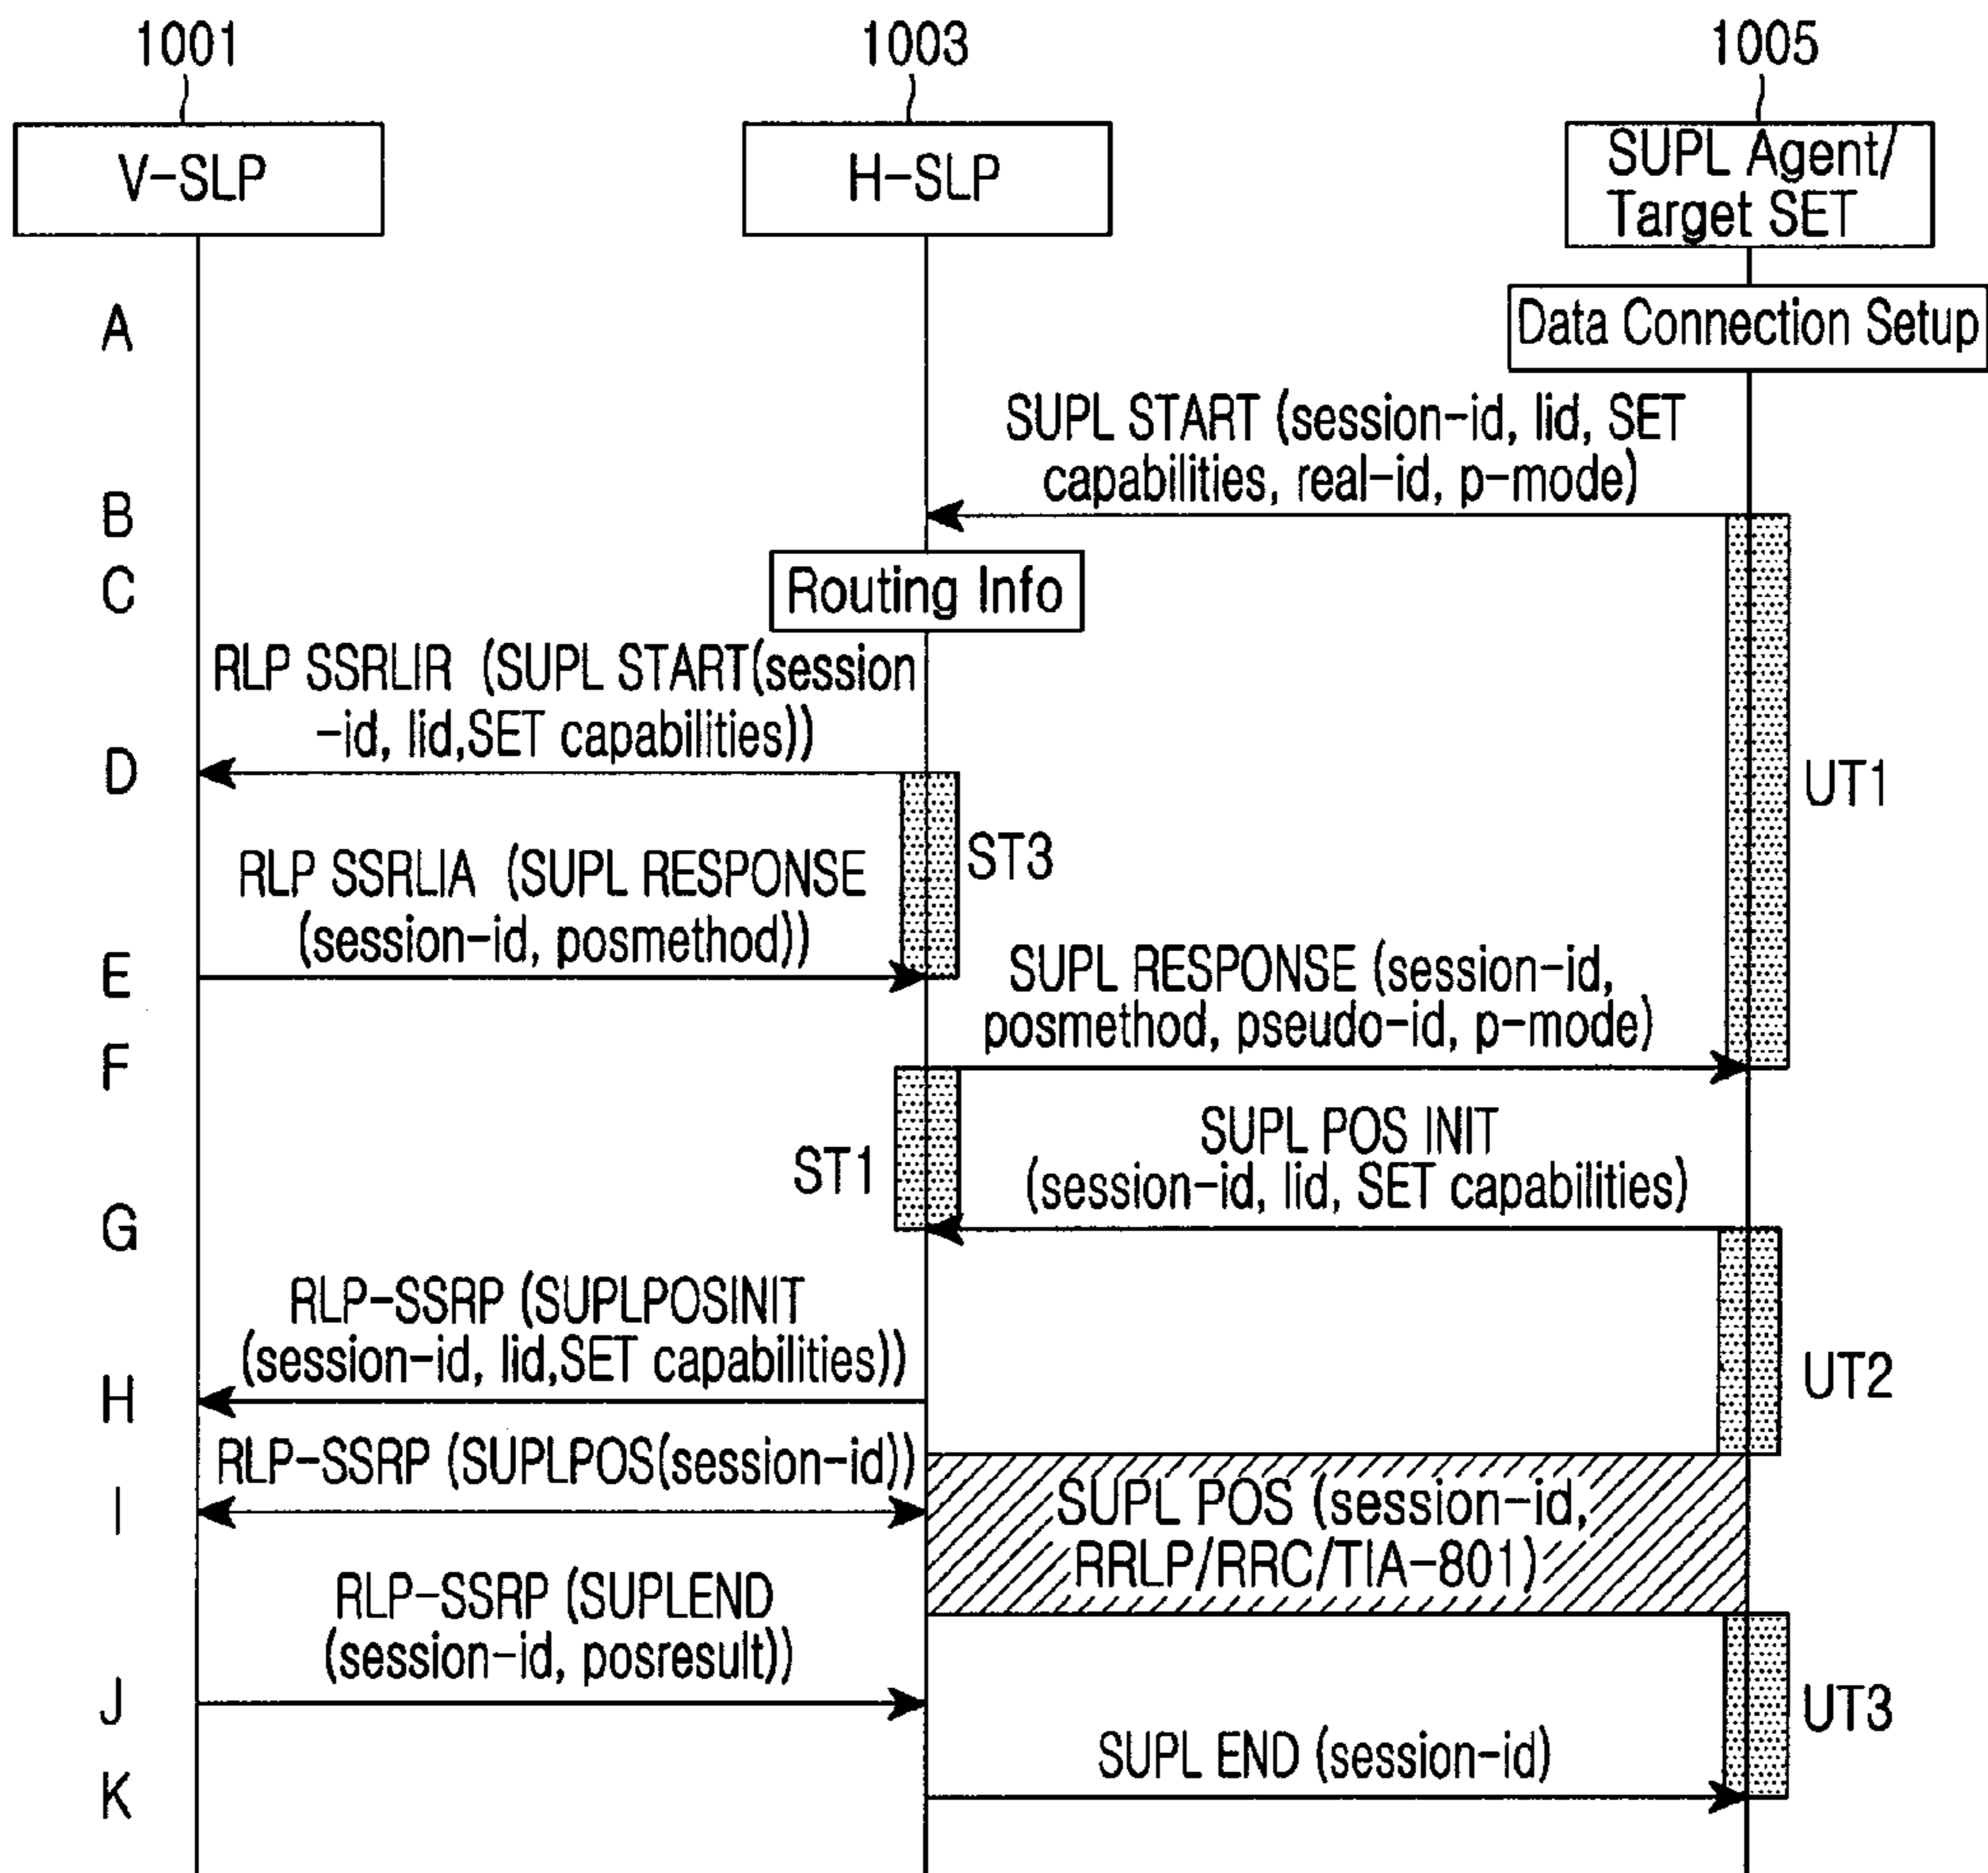 1001
1003
1005
V-SLP
H-SLP
SUPL Agent/
Target SET
A
Data Connection Setup
SUPL START (session-id, lid, SET
capabilities, real-id, p-mode)
B
C
Routing Info
RLP SSRLIR (SUPL START(session
-id, lid,SET capabilities))
D
UT1
ST3
RLP SSRLIA (SUPL RESPONSE
(session-id, posmethod))
E
SUPL RESPONSE (session-id,
posmethod, pseudo-id, p-mode)
F
SUPL POS INIT
(session-id, lid, SET capabilities)
ST1
G
RLP-SSRP (SUPLPOSINIT
(session-id, lid,SET capabilities))
UT2
H
RLP-SSRP (SUPLPOS(session-id))
I
SUPL POS (session-id,
RRLP/RRC/TIA-801)
RLP-SSRP (SUPLEND
(session-id, posresult))
J
UT3
SUPL END (session-id)
K